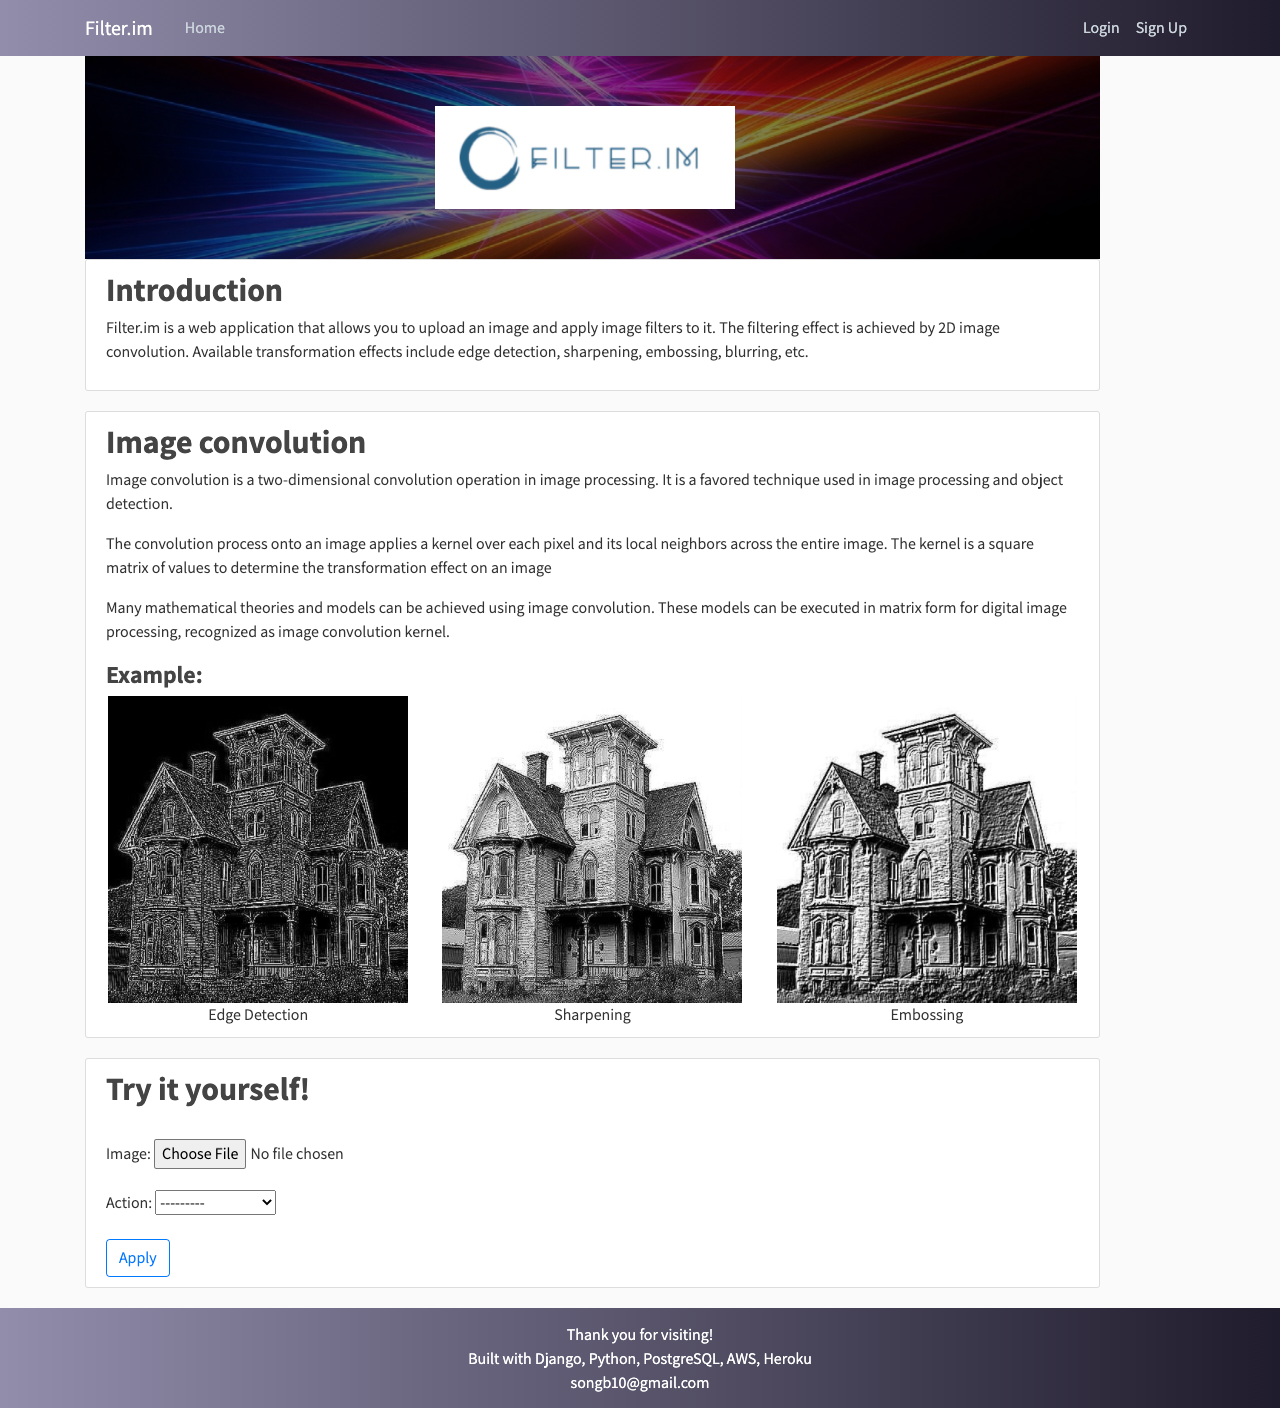 Filter.im Home Login Sign Up
FILTER.IM
Introduction
Filter.im is a web application that allows you to upload an image and apply image filters to it. The filtering effect is achieved by 2D image
convolution. Available transformation effects include edge detection, sharpening, embossing, blurring, etc.
Image convolution
Image convolution is a two-dimensional convolution operation in image processing. It is a favored technique used in image processing and object
detection.
The convolution process onto an image applies a kernel over each pixel and its local neighbors across the entire image. The kernel is a square
matrix of values to determine the transformation effect on an image
Many mathematical theories and models can be achieved using image convolution. These models can be executed in matrix form for digital image
processing, recognized as image convolution kernel.
Example:
Edge Detection Sharpening Embossing
Try it yourself!
Image: Choose File No file chosen
Action: ---------
Apply
Thank you for visiting!
Built with Django, Python, PostgreSQL, AWS, Heroku
songb10@gmail.com